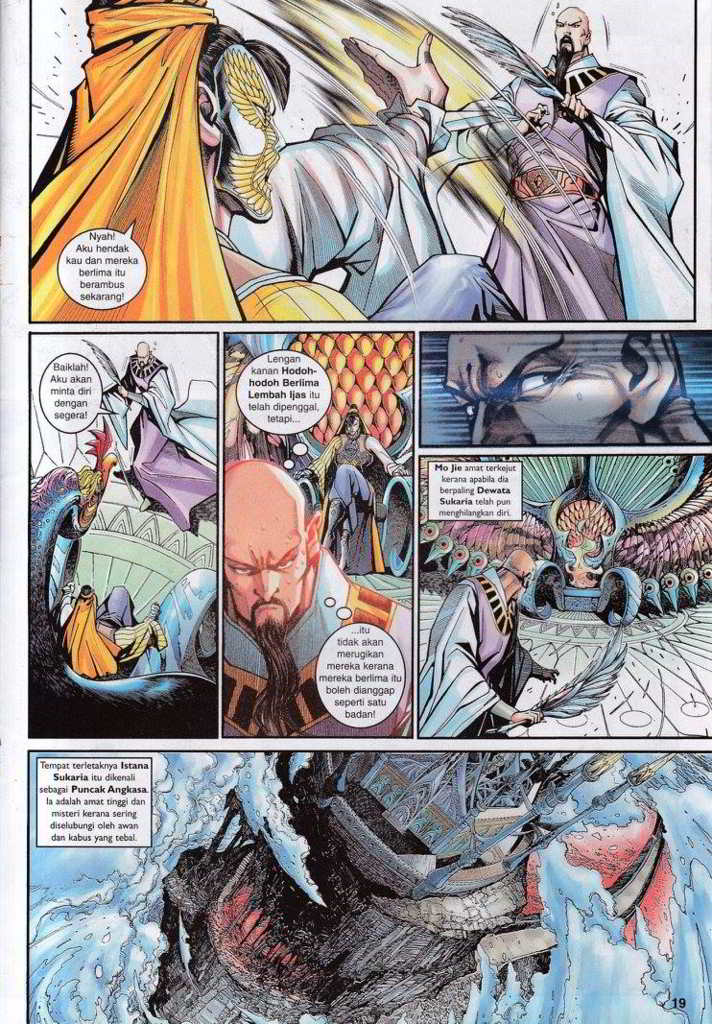 Nyah!
Aku hendak
kau dan mereka
berlima itu
berambus
sekarang!
Baiklah!
Aku akan
minta diri
dengan
segera!
Lengan
kanan Hodoh-
hodoh Berlima
Lembah Ijas itu
telah dipenggal,
tetapi...
...itu
tidak akan
merugikan
mereka kerana
mereka berlima itu
boleh dianggap
seperti satu
badan!
Mo Jie amat terkejut
kerana apabila dia
berpaling Dewata
Sukaria telah pun
menghilangkan diri.
Tempat terletaknya Istana
Sukaria itu dikenali
sebagai Puncak Angkasa.
Ia adalah amat tinggi dan
misteri kerana sering
diselubungi oleh awan
dan kabus yang tebal.
19